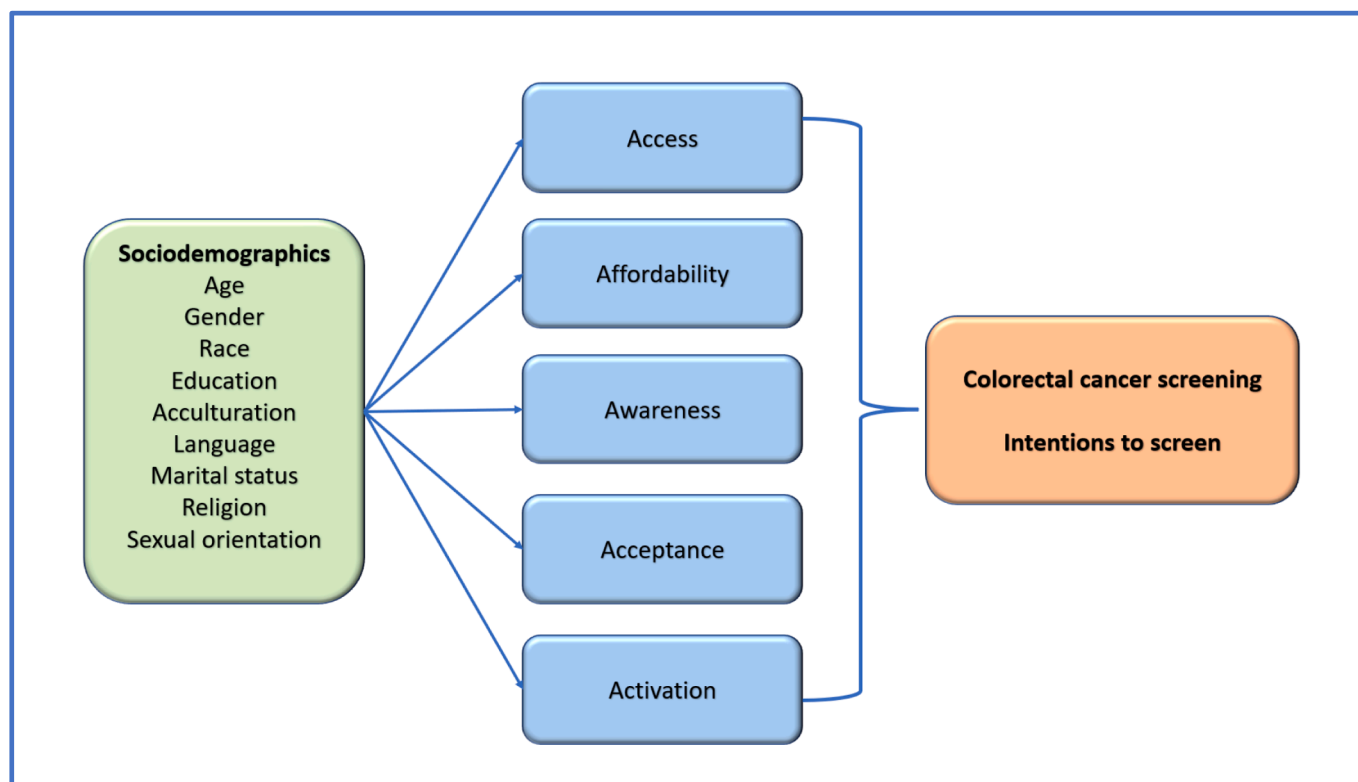 Sociodemographics
Age
Gender
Race
Education
Acculturation
Language
Marital status
Religion
Sexual orientation
Access
Affordability
Awareness
Acceptance
Activation
Colorectal cancer screening
Intentions to screen